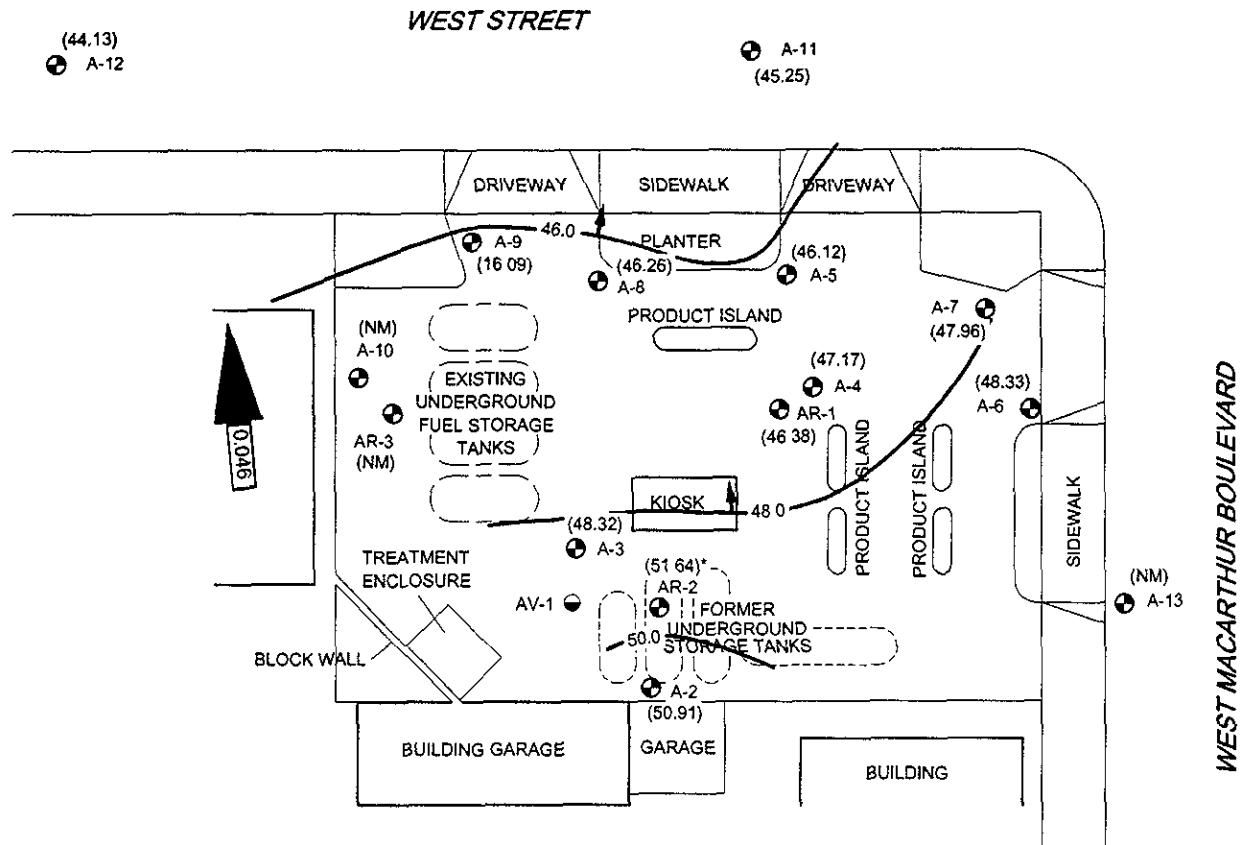 WEST STREET
(44.13)
A-12
A-11
(45.25)
DRIVEWAY
SIDEWALK
DRIVEWAY
46.0
PLANTER
A-9
(16 09)
(46.26)
A-8
(46.12)
A-5
PRODUCT ISLAND
A-7
(47.96)
(NM)
A-10
EXISTING
UNDERGROUND
FUEL STORAGE
TANKS
AR-3
(NM)
(47.17)
A-4
AR-1
(46 38)
(48.33)
A-6
0.046
PRODUCT ISLAND
PRODUCT ISLAND
KIOSK
48 0
(48.32)
A-3
SIDEWALK
WEST MACARTHUR BOULEVARD
TREATMENT
ENCLOSURE
AV-1
(51 64)*
AR-2
FORMER
UNDERGROUND
STORAGE TANKS
50.0
(NM)
A-13
BLOCK WALL
A-2
(50.91)
BUILDING GARAGE
GARAGE
BUILDING